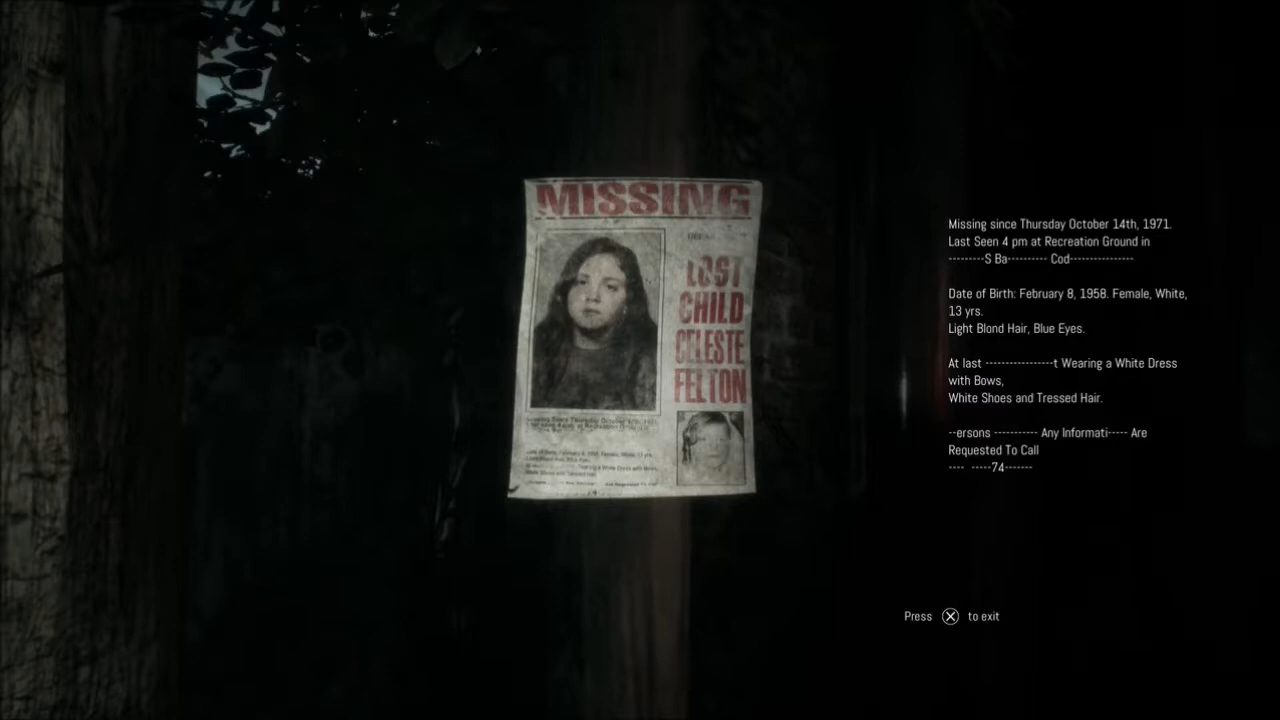 MISSING
LOST
CHILD
CELESTE
FELTON
Missing since Thursday October 14th, 1971.
Last Seen 4 pm at Recreation Ground in
---------S Ba---------- Cod----------------
Date of Birth: February 8, 1958. Female, White,
13 yrs.
Light Blond Hair, Blue Eyes.
At last -----------------t Wearing a White Dress
with Bows,
White Shoes and Tressed Hair.
--ersons ----------- Any Informati----- Are
Requested To Call
---- -----74-------
Press X to exit